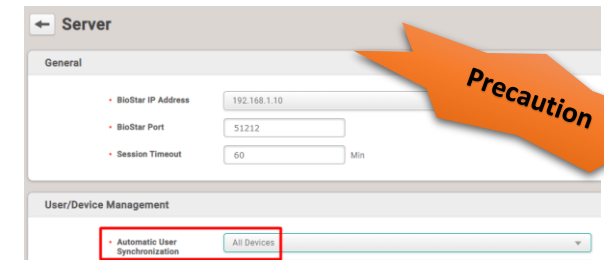 Server
General
Precaution
BioStar IP Address 192.168.1.10
BioStar Port 51212
Session Timeout 60 Min
User/Device Management
Automatic User All Devices
Synchronization